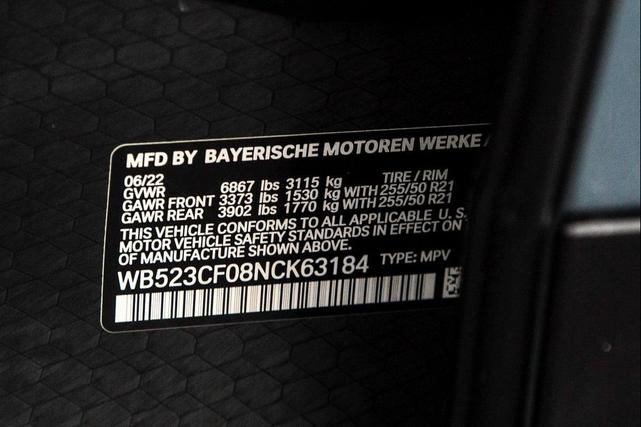 MFD BY BAYERISCHE MOTOREN WERKE
06/22 TIRE / RIM
GVWR 6867 lbs 3115 kg
GAWR FRONT 3373 lbs 1530 kg WITH 255/50 R21
GAWR REAR 3902 lbs 1770 kg WITH 255/50 R21
THIS VEHICLE CONFORMS TO ALL APPLICABLE U.S.
MOTOR VEHICLE SAFETY STANDARDS IN EFFECT ON
OF MANUFACTURE SHOWN ABOVE.
WB523CF08NCK63184 TYPE: MPV